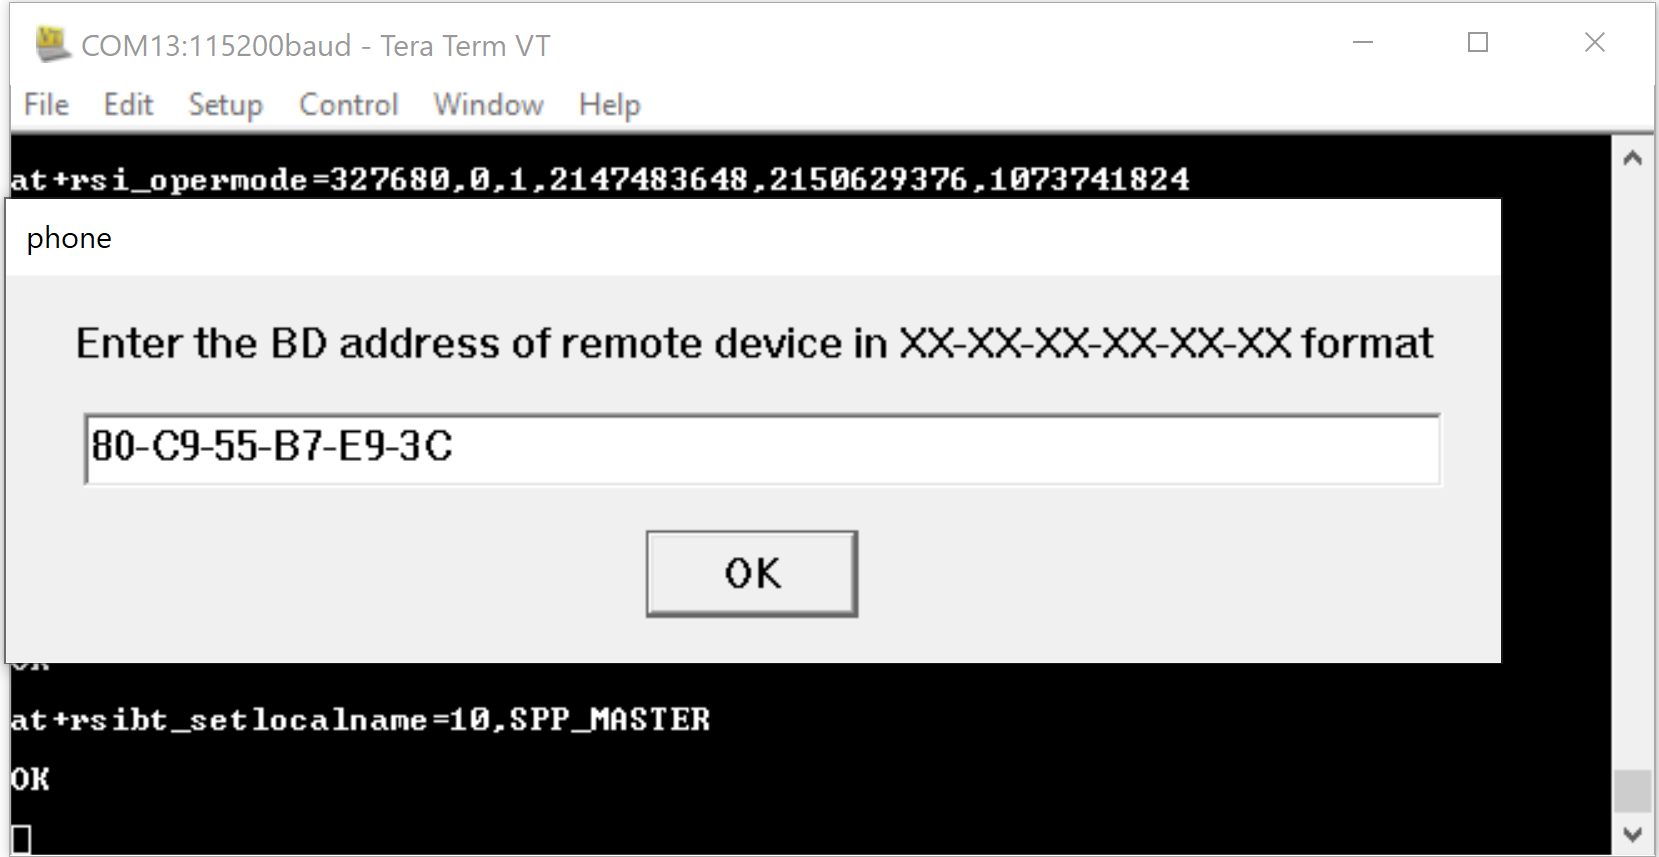 COM13:115200baud - Tera Term VT
File Edit Setup Control Window Help
at+rsi_opermode=327680,0,1,2147483648,2150629376,1073741824
phone
Enter the BD address of remote device in XX-XX-XX-XX-XX-XX format
80-C9-55-B7-E9-3C
OK
at+rsibt_setlocalname=10,SPP_MASTER
OK